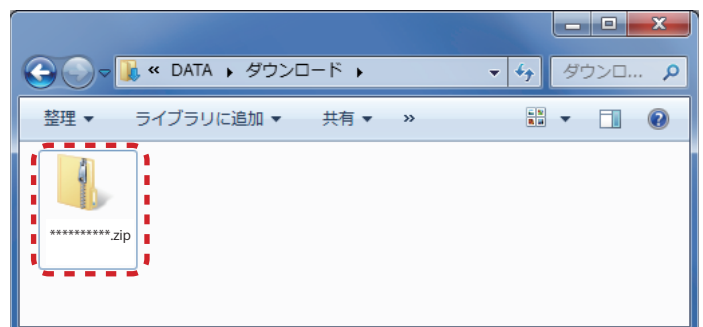 « DATA ダウンロード ダウンロ...
整理 ライブラリに追加 共有 »
**********.zip